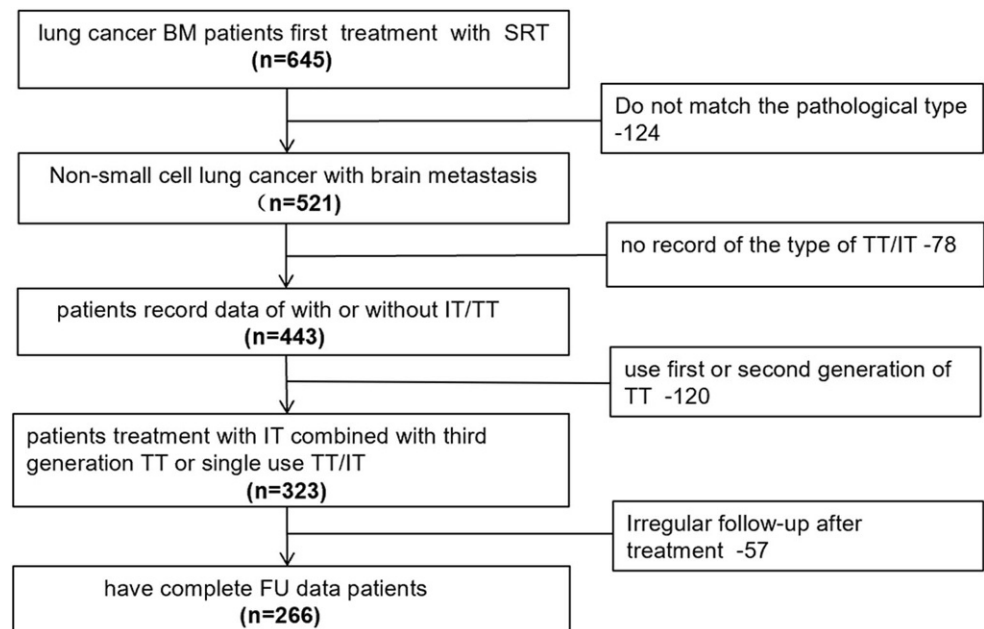 lung cancer BM patients first treatment with SRT
(n=645)
Do not match the pathological type
-124
Non-small cell lung cancer with brain metastasis
（n=521)
no record of the type of TT/IT -78
patients record data of with or without IT/TT
(n=443)
use first or second generation of
TT -120
patients treatment with IT combined with third
generation TT or single use TT/IT
(n=323)
Irregular follow-up after
treatment -57
have complete FU data patients
(n=266)